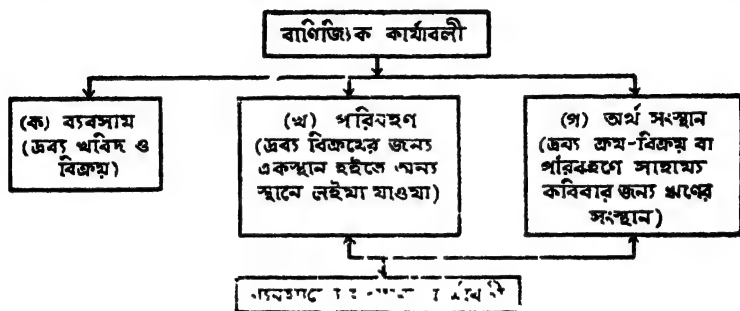 বাণিজ্যিক কার্যাবলী
(ক) ব্যবসায়
(দ্রব্য খরিদ ও
বিক্রয়)
(খ) পরিবহণ
(দ্রব্য বিক্রয়ের জন্য
একস্থান হইতে অন্য
স্থানে লইয়া যাওয়া)
(গ) অর্থ সংস্থান
(দ্রব্য ক্রয়-বিক্রয় বা
পরিবহণে সাহায্য
করিবার জন্য ঋণের
সংস্থান)